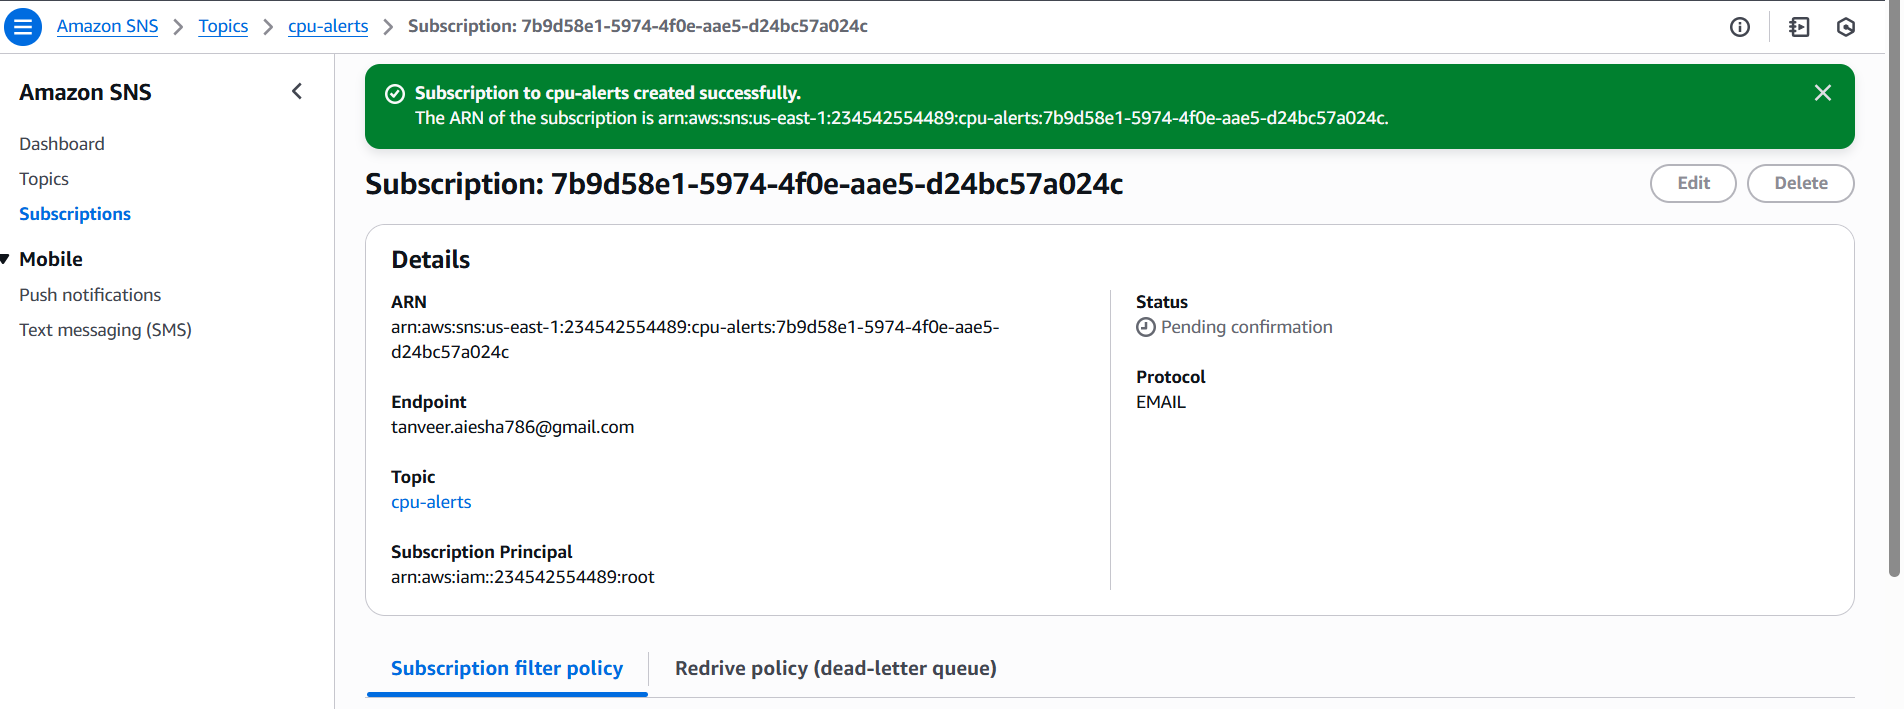 Amazon SNS > Topics > cpu-alerts > Subscription: 7b9d58e1-5974-4f0e-aae5-d24bc57a024c
Amazon SNS
Dashboard
Topics
Subscriptions
Mobile
Push notifications
Text messaging (SMS)
Subscription to cpu-alerts created successfully.
The ARN of the subscription is arn:aws:sns:us-east-1:234542554489:cpu-alerts:7b9d58e1-5974-4f0e-aae5-d24bc57a024c.
Subscription: 7b9d58e1-5974-4f0e-aae5-d24bc57a024c
Edit
Delete
Details
ARN
arn:aws:sns:us-east-1:234542554489:cpu-alerts:7b9d58e1-5974-4f0e-aae5-
d24bc57a024c
Endpoint
tanveer.aiesha786@gmail.com
Topic
cpu-alerts
Subscription Principal
arn:aws:iam::234542554489:root
Status
Pending confirmation
Protocol
EMAIL
Subscription filter policy
Redrive policy (dead-letter queue)